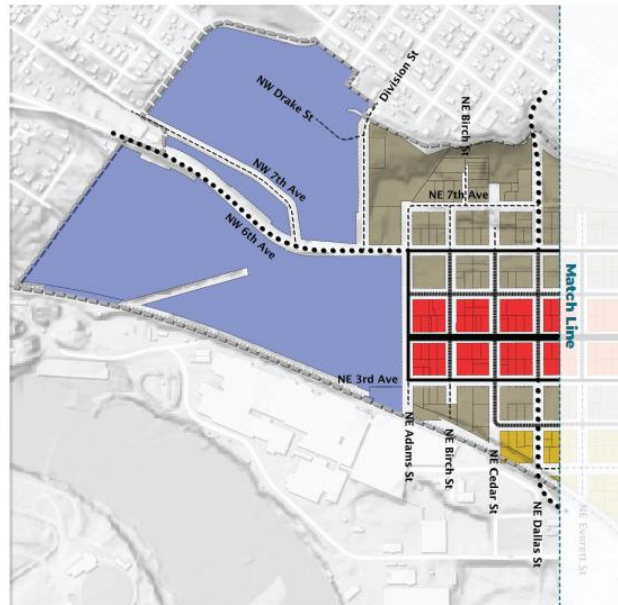 Division St
NW Drake St
NE Birch St
NW 7th Ave
NE 7th Ave
NW 6th Ave
Match Line
NE 3rd Ave
NE Adams St
NE Birch St
NE Cedar St
NE Dallas St
NE Everett St